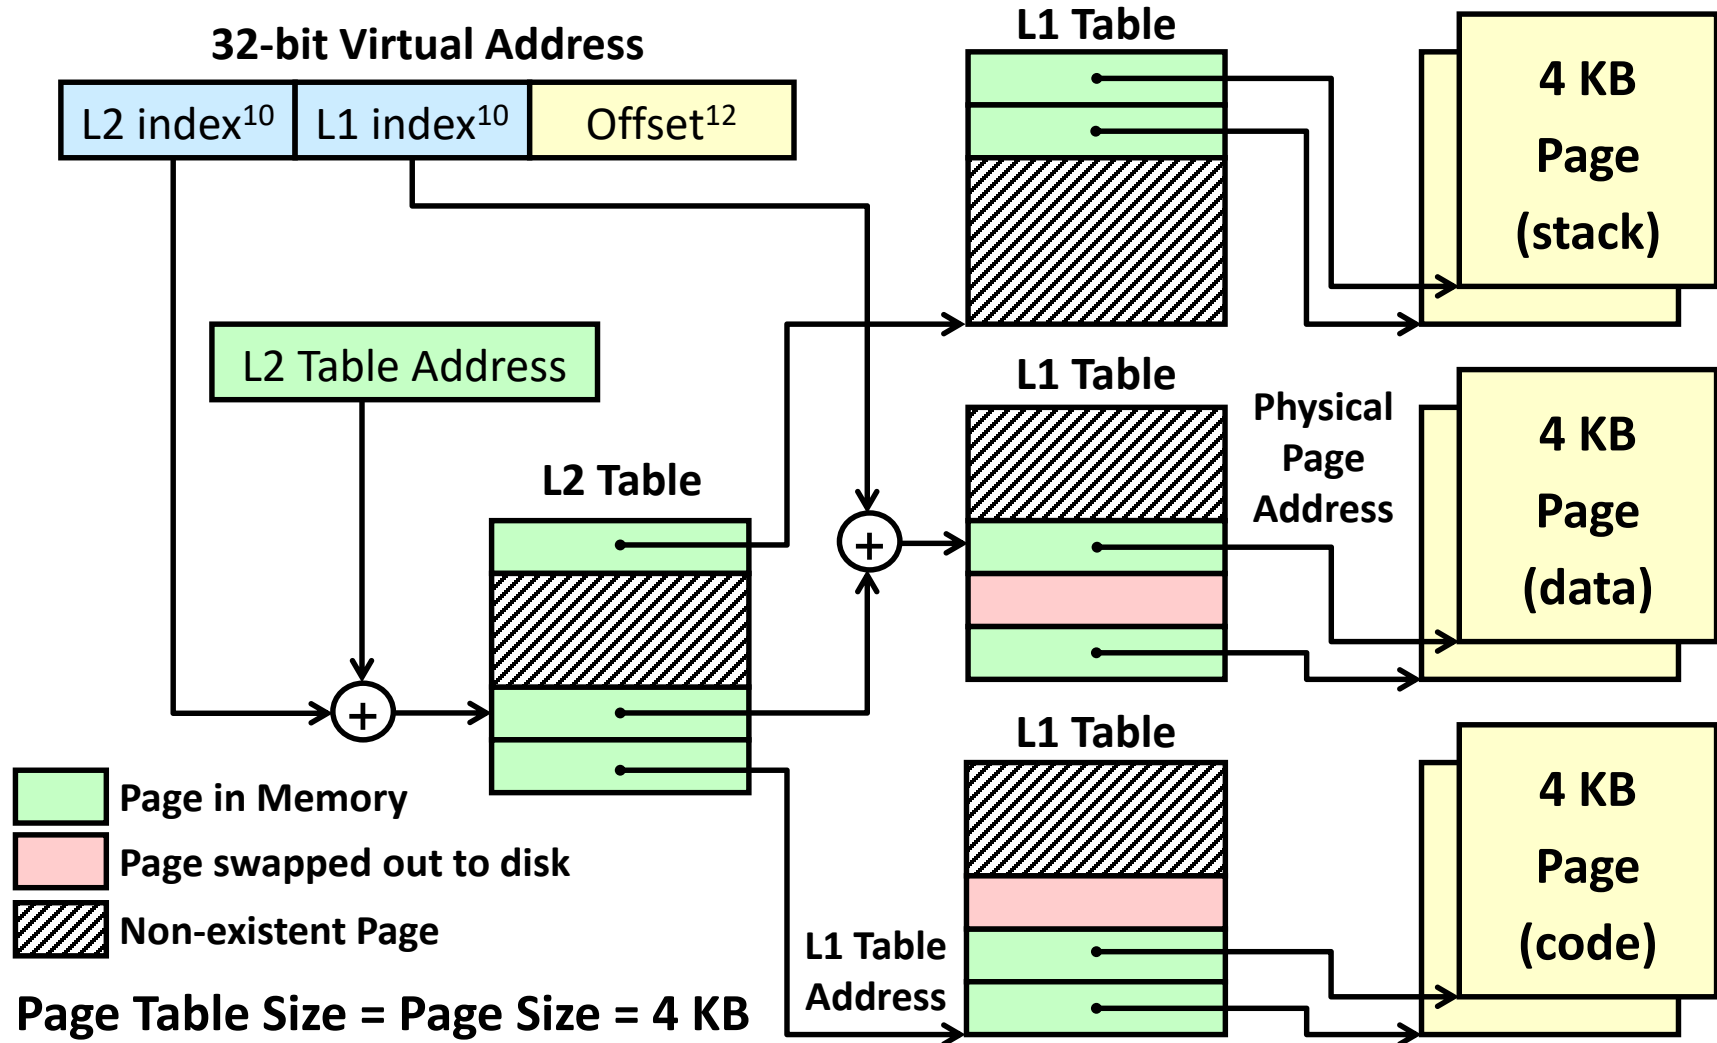 32-bit Virtual Address
L2 index¹⁰ L1 index¹⁰ Offset¹²
L2 Table Address
L2 Table
+
+
L1 Table
4 KB
Page
(stack)
L1 Table
Physical
Page
Address
4 KB
Page
(data)
L1 Table
L1 Table
Address
4 KB
Page
(code)
Page in Memory
Page swapped out to disk
Non-existent Page
Page Table Size = Page Size = 4 KB